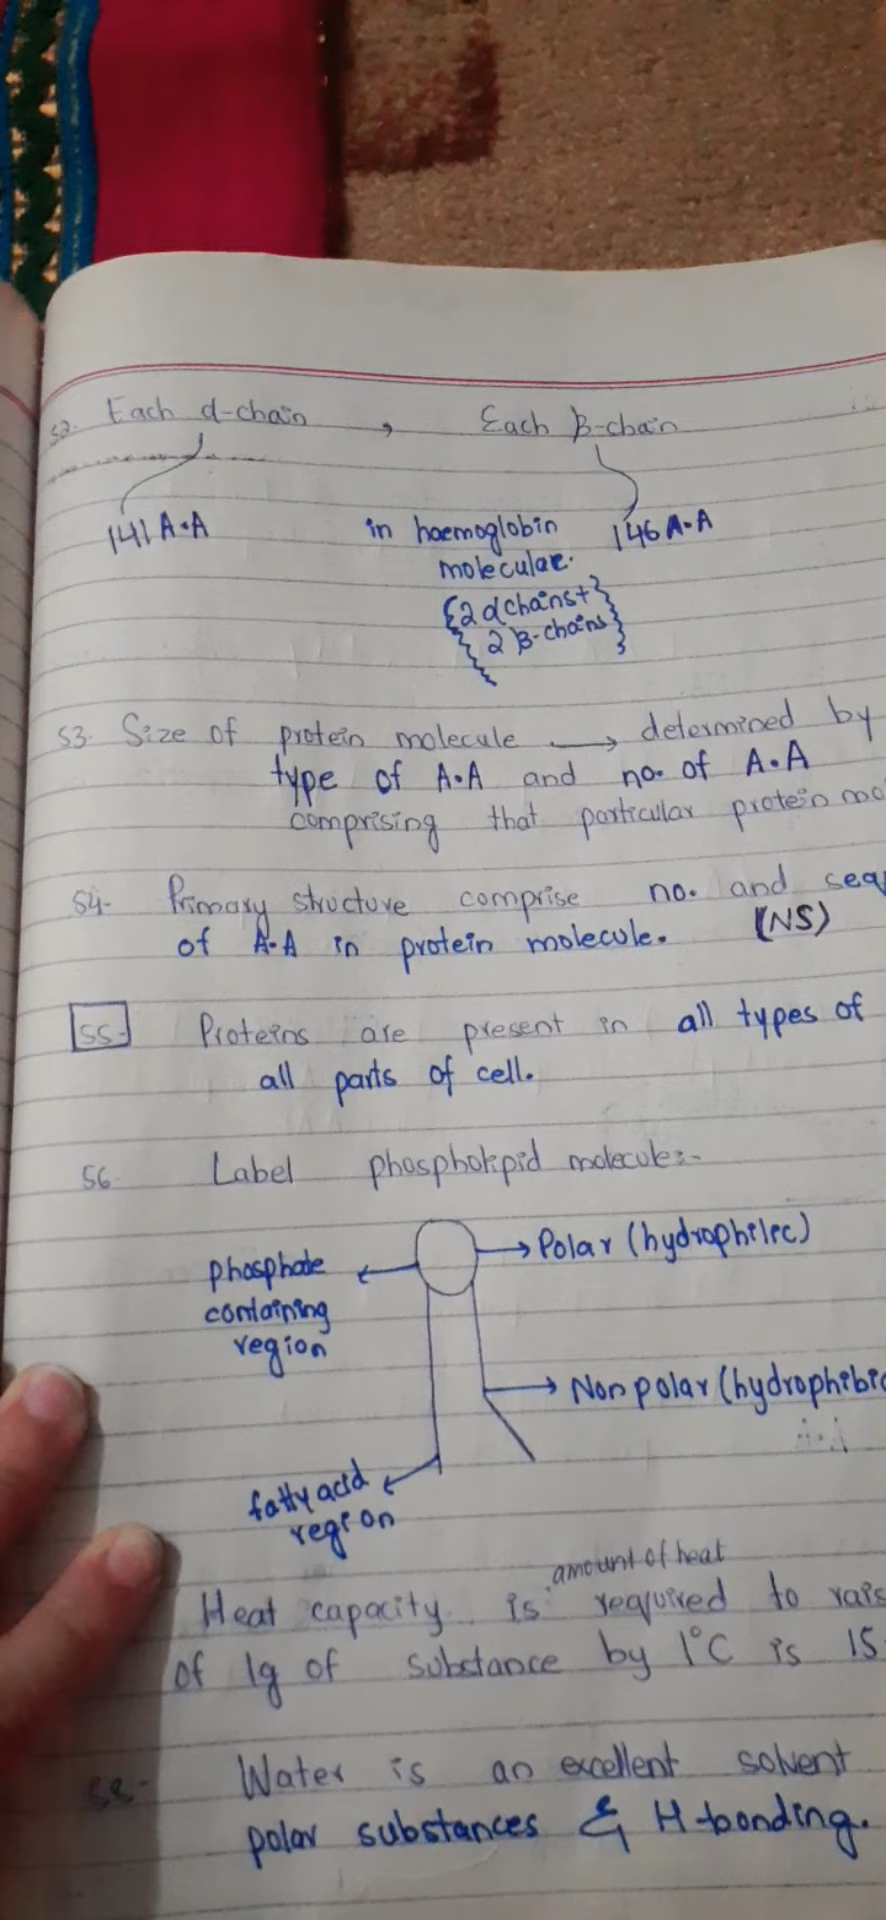 52. Each α-chain , Each β-chain
141 A.A in haemoglobin 146 A.A
moleculae.
{2 α chains +}
{2 β-chains}
53. Size of protein molecule → determined by
type of A.A and no. of A.A
comprising that particular protein mo
54. Primary structure comprise no. and seq
of A.A in protein molecule. (NS)
55. Proteins are present in all types of
all parts of cell.
56. Label phospholipid molecule:-
Phosphate → Polar (hydrophilic)
containing
region
→ Non polar (hydrophibic
fatty acid
region
amount of heat
Heat capacity is required to rais
of 1g of substance by 1°C is 15
58- Water is an excellent solvent
polar substances & H-bonding.